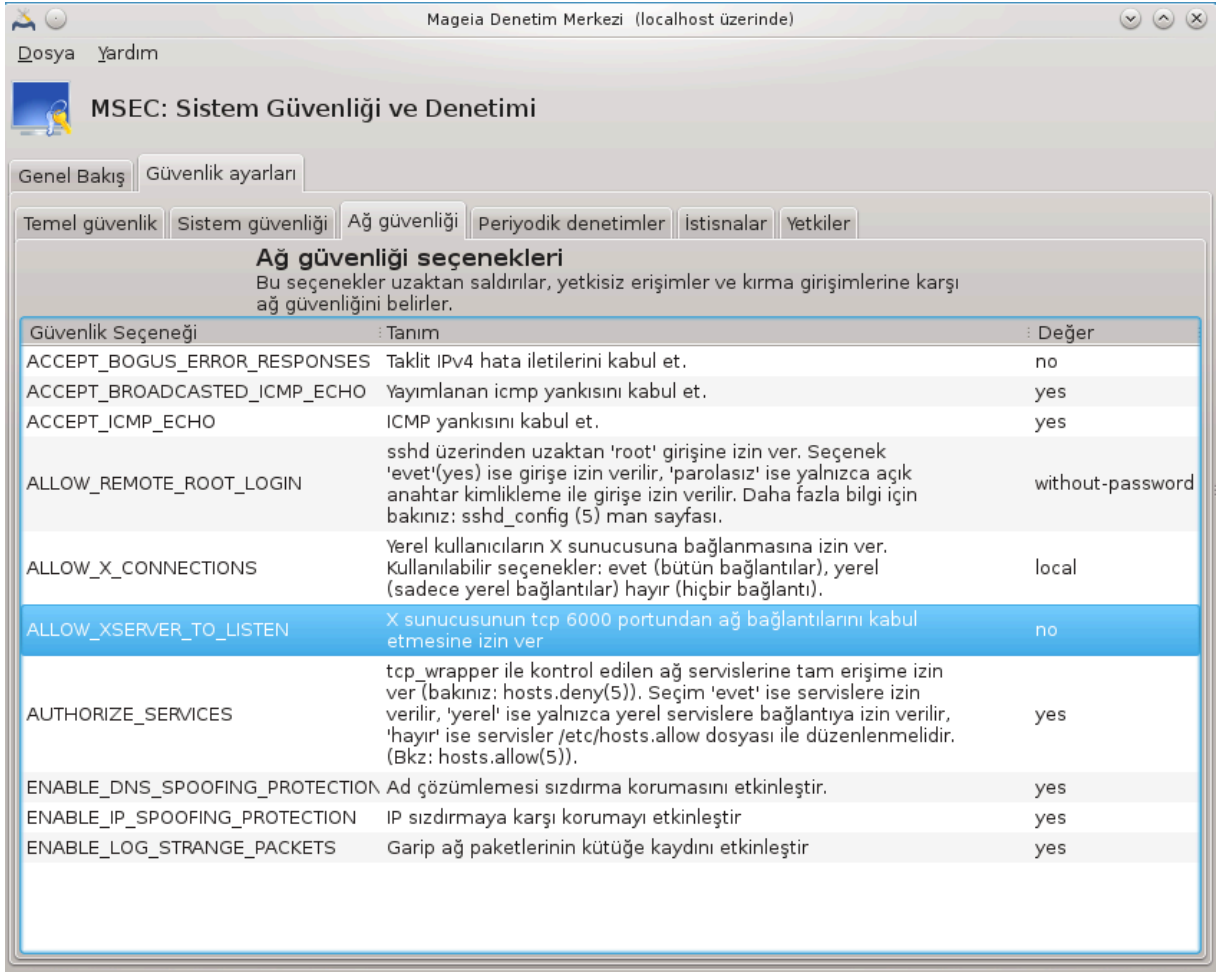 Mageia Denetim Merkezi (localhost üzerinde)
Dosya Yardım
MSEC: Sistem Güvenliği ve Denetimi
Genel Bakış Güvenlik ayarları
Temel güvenlik Sistem güvenliği Ağ güvenliği Periyodik denetimler İstisnalar Yetkiler
Ağ güvenliği seçenekleri
Bu seçenekler uzaktan saldırılar, yetkisiz erişimler ve kırma girişimlerine karşı
ağ güvenliğini belirler.
Güvenlik Seçeneği Tanım Değer
ACCEPT_BOGUS_ERROR_RESPONSES Taklit IPv4 hata iletilerini kabul et. no
ACCEPT_BROADCASTED_ICMP_ECHO Yayımlanan icmp yankısını kabul et. yes
ACCEPT_ICMP_ECHO ICMP yankısını kabul et. yes
sshd üzerinden uzaktan 'root' girişine izin ver. Seçenek
'evet'(yes) ise girişe izin verilir, 'parolasız' ise yalnızca açık
ALLOW_REMOTE_ROOT_LOGIN anahtar kimlikleme ile girişe izin verilir. Daha fazla bilgi için without-password
bakınız: sshd_config (5) man sayfası.
Yerel kullanıcıların X sunucusuna bağlanmasına izin ver.
ALLOW_X_CONNECTIONS Kullanılabilir seçenekler: evet (bütün bağlantılar), yerel local
(sadece yerel bağlantılar) hayır (hiçbir bağlantı).
ALLOW_XSERVER_TO_LISTEN X sunucusunun tcp 6000 portundan ağ bağlantılarını kabul no
etmesine izin ver
tcp_wrapper ile kontrol edilen ağ servislerine tam erişime izin
ver (bakınız: hosts.deny(5)). Seçim 'evet' ise servislere izin
AUTHORIZE_SERVICES verilir, 'yerel' ise yalnızca yerel servislere bağlantıya izin verilir, yes
'hayır' ise servisler /etc/hosts.allow dosyası ile düzenlenmelidir.
(Bkz: hosts.allow(5)).
ENABLE_DNS_SPOOFING_PROTECTION Ad çözümlemesi sızdırma korumasını etkinleştir. yes
ENABLE_IP_SPOOFING_PROTECTION IP sızdırmaya karşı korumayı etkinleştir yes
ENABLE_LOG_STRANGE_PACKETS Garip ağ paketlerinin kütüğe kaydını etkinleştir yes